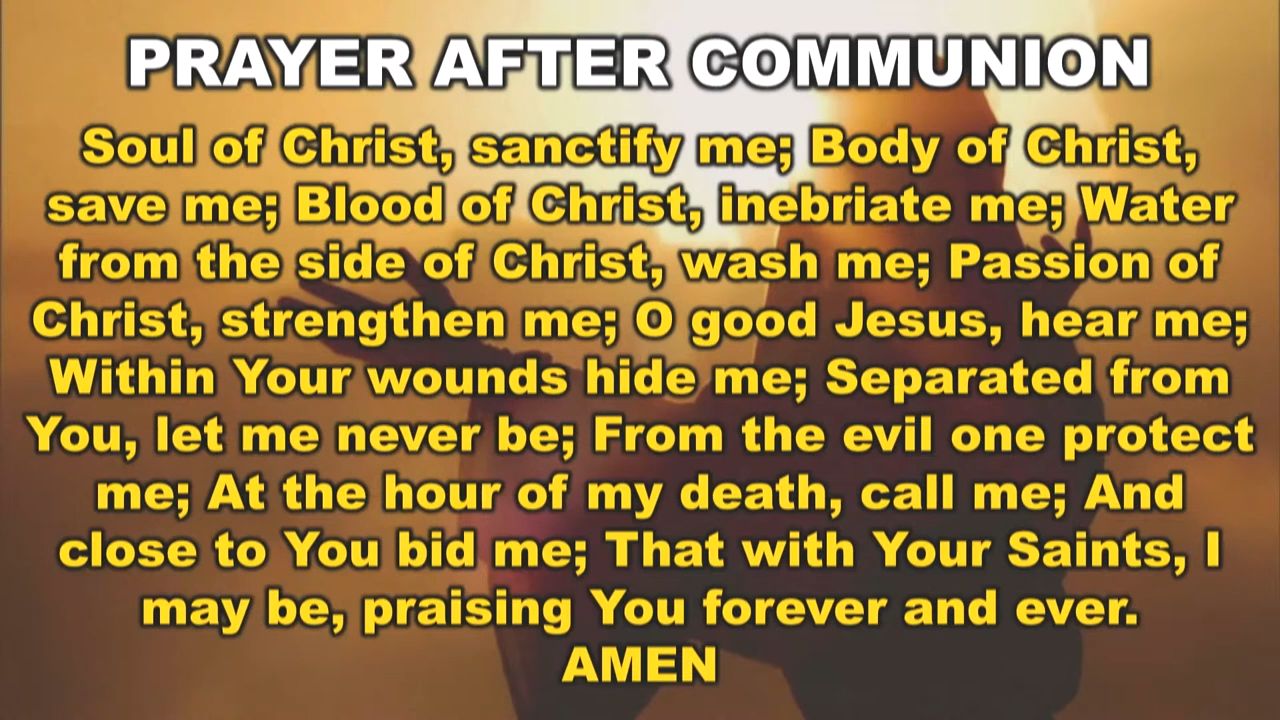 PRAYER AFTER COMMUNION
Soul of Christ, sanctify me; Body of Christ,
save me; Blood of Christ, inebriate me; Water
from the side of Christ, wash me; Passion of
Christ, strengthen me; O good Jesus, hear me;
Within Your wounds hide me; Separated from
You, let me never be; From the evil one protect
me; At the hour of my death, call me; And
close to You bid me; That with Your Saints, I
may be, praising You forever and ever.
AMEN